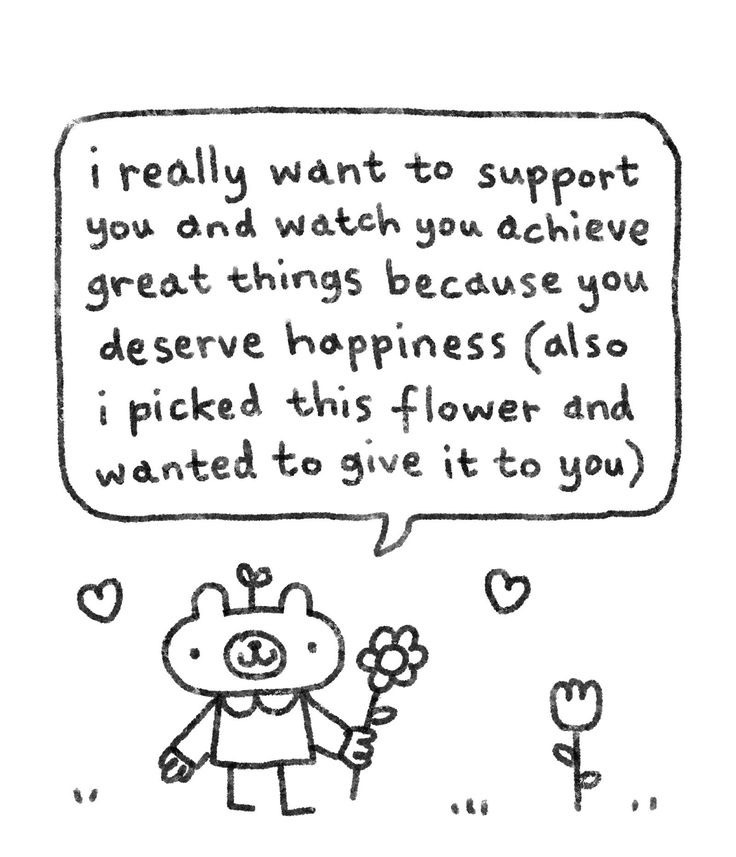 i really want to support
you and watch you achieve
great things because you
deserve happiness (also
i picked this flower and
wanted to give it to you)